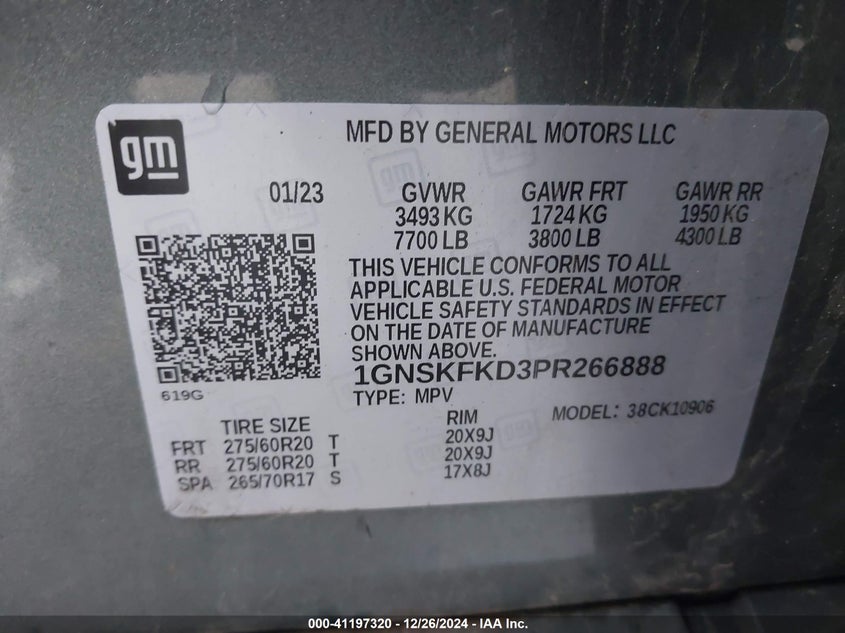 gm
MFD BY GENERAL MOTORS LLC
01/23 GVWR GAWR FRT GAWR RR
3493 KG 1724 KG 1950 KG
7700 LB 3800 LB 4300 LB
THIS VEHICLE CONFORMS TO ALL
APPLICABLE U.S. FEDERAL MOTOR
VEHICLE SAFETY STANDARDS IN EFFECT
ON THE DATE OF MANUFACTURE
SHOWN ABOVE.
1GNSKFKD3PR266888
619G
TYPE: MPV MODEL: 38CK10906
TIRE SIZE RIM
FRT 275/60R20 T 20X9J
RR 275/60R20 T 20X9J
SPA 265/70R17 S 17X8J
000-41197320 - 12/26/2024 - IAA Inc.